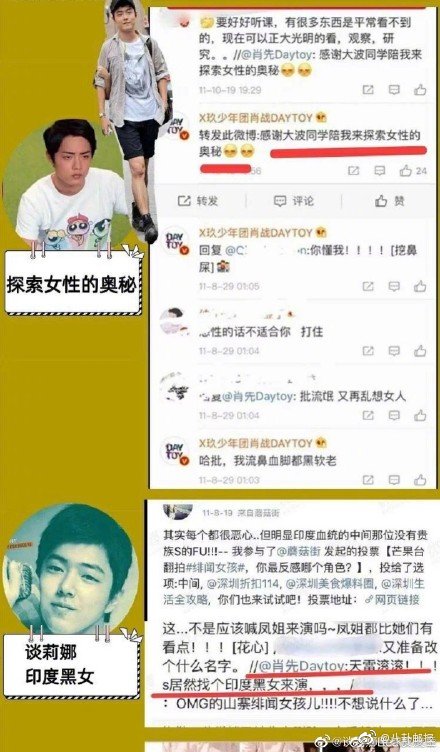 要好好听课，有很多东西是平常看不到
的，现在可以正大光明的看，观察，研
究。。//@肖先Daytoy: 感谢大波同学陪我来
探索女性的奥秘
11-10-19 19:29
X玖少年团肖战DAYTOY
转发此微博:感谢大波同学陪我来探索女性的
奥秘
24
转发
评论
赞
X玖少年团肖战DAYTOY
回复 @C :你懂我！！！！ [挖鼻
屎]
11-8-29 01:05
性的话不适合你 打住
11-8-29 01:04
@肖先Daytoy: 批流氓 又再乱想女人
11-8-29 01:03
X玖少年团肖战DAYTOY
哈批，我流鼻血脚都黑软老
11-8-29 01:03
探索女性的奥秘
DAY
TOY
11-8-19 来自蘑菇街
其实每个都很恶心..但明显印度血统的中间那位没有贵
族S的FU!!!-- 我参与了@蘑菇街 发起的投票【芒果台
翻拍#绯闻女孩#，你最反感哪个角色？】，投给了选
项:中间, @深圳折扣114, @深圳美食爆料圈, @深圳生
活全攻略, 你们也来试试吧！投票地址: 网页链接
这...不是应该喊凤姐来演吗~凤姐都比她们有
看点！！！[花心] 又准备改
个什么名字。 //@肖先Daytoy:天雷滚滚！！！
s居然找个印度黑女来演，，，，/
: OMG的山寨绯闻女孩儿!!!!不想说什么了...
谈莉娜
印度黑女
@八卦邮报